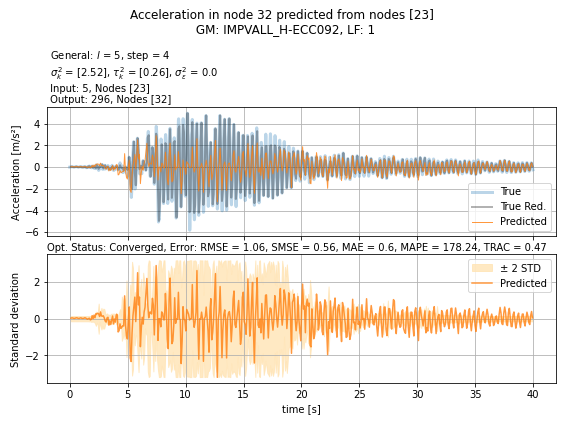 Acceleration in node 32 predicted from nodes [23]
GM: IMPVALL_H-ECC092, LF: 1
General: l = 5, step = 4
σ²ₖ = [2.52], τ²ₖ = [0.26], σ²ε = 0.0
Input: 5, Nodes [23]
Output: 296, Nodes [32]
Acceleration [m/s²]
4
2
0
−2
−4
−6
True
True Red.
Predicted
Opt. Status: Converged, Error: RMSE = 1.06, SMSE = 0.56, MAE = 0.6, MAPE = 178.24, TRAC = 0.47
Standard deviation
2
0
−2
± 2 STD
Predicted
0 5 10 15 20 25 30 35 40
time [s]